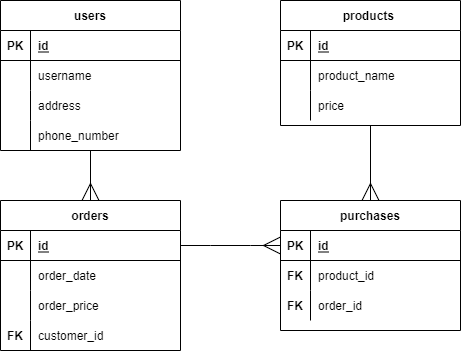 users
PK id
username
address
phone_number
products
PK id
product_name
price
orders
PK id
order_date
order_price
FK customer_id
purchases
PK id
FK product_id
FK order_id